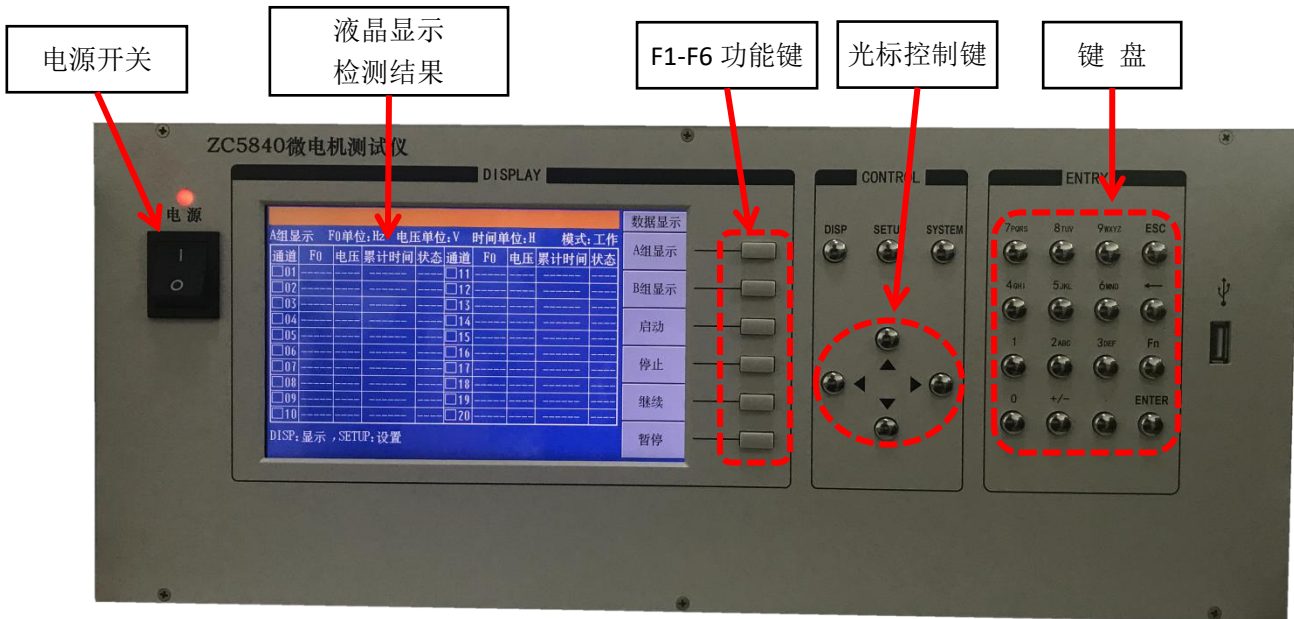 电源开关
液晶显示
检测结果
F1-F6 功能键
光标控制键
键 盘
ZC5840微电机测试仪
DISPLAY
CONTROL
ENTRY
电 源
数据显示
A组显示 F0单位:Hz 电压单位:V 时间单位:H 模式:工作
通道 F0 电压 累计时间 状态 通道 F0 电压 累计时间 状态
01 ---- ---- ------ ---- 11 ---- ---- ------ ----
02 ---- ---- ------ ---- 12 ---- ---- ------ ----
03 ---- ---- ------ ---- 13 ---- ---- ------ ----
04 ---- ---- ------ ---- 14 ---- ---- ------ ----
05 ---- ---- ------ ---- 15 ---- ---- ------ ----
06 ---- ---- ------ ---- 16 ---- ---- ------ ----
07 ---- ---- ------ ---- 17 ---- ---- ------ ----
08 ---- ---- ------ ---- 18 ---- ---- ------ ----
09 ---- ---- ------ ---- 19 ---- ---- ------ ----
10 ---- ---- ------ ---- 20 ---- ---- ------ ----
DISP:显示 ,SETUP:设置
A组显示
B组显示
启动
停止
继续
暂停
DISP SETUP SYSTEM
7PQRS 8TUV 9WXYZ ESC
4GHI 5JKL 6MNO ←
1 2ABC 3DEF Fn
0 +/- . ENTER